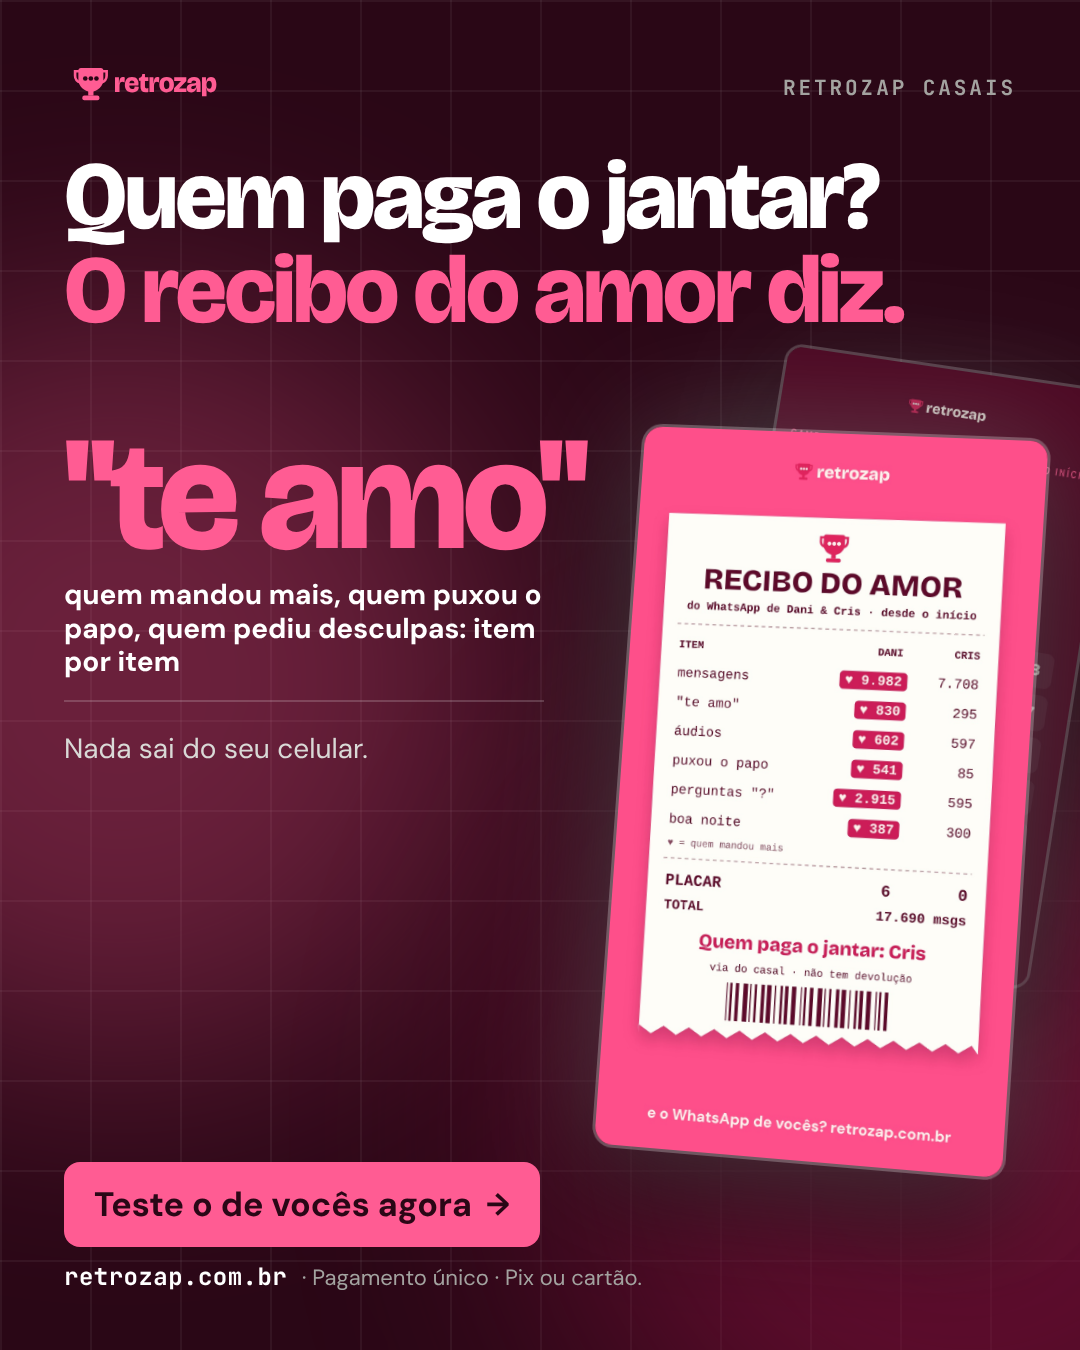 retrozap
RETROZAP CASAIS
Quem paga o jantar?
O recibo do amor diz.
"te amo"
quem mandou mais, quem puxou o
papo, quem pediu desculpas: item
por item
Nada sai do seu celular.
retrozap
retrozap
RECIBO DO AMOR
do WhatsApp de Dani & Cris · desde o início
ITEM DANI CRIS
mensagens ♥ 9.982 7.708
"te amo" ♥ 830 295
áudios ♥ 602 597
puxou o papo ♥ 541 85
perguntas "?" ♥ 2.915 595
boa noite ♥ 387 300
♥ = quem mandou mais
PLACAR 6 0
TOTAL 17.690 msgs
Quem paga o jantar: Cris
via do casal · não tem devolução
e o WhatsApp de vocês? retrozap.com.br
Teste o de vocês agora →
retrozap.com.br · Pagamento único · Pix ou cartão.